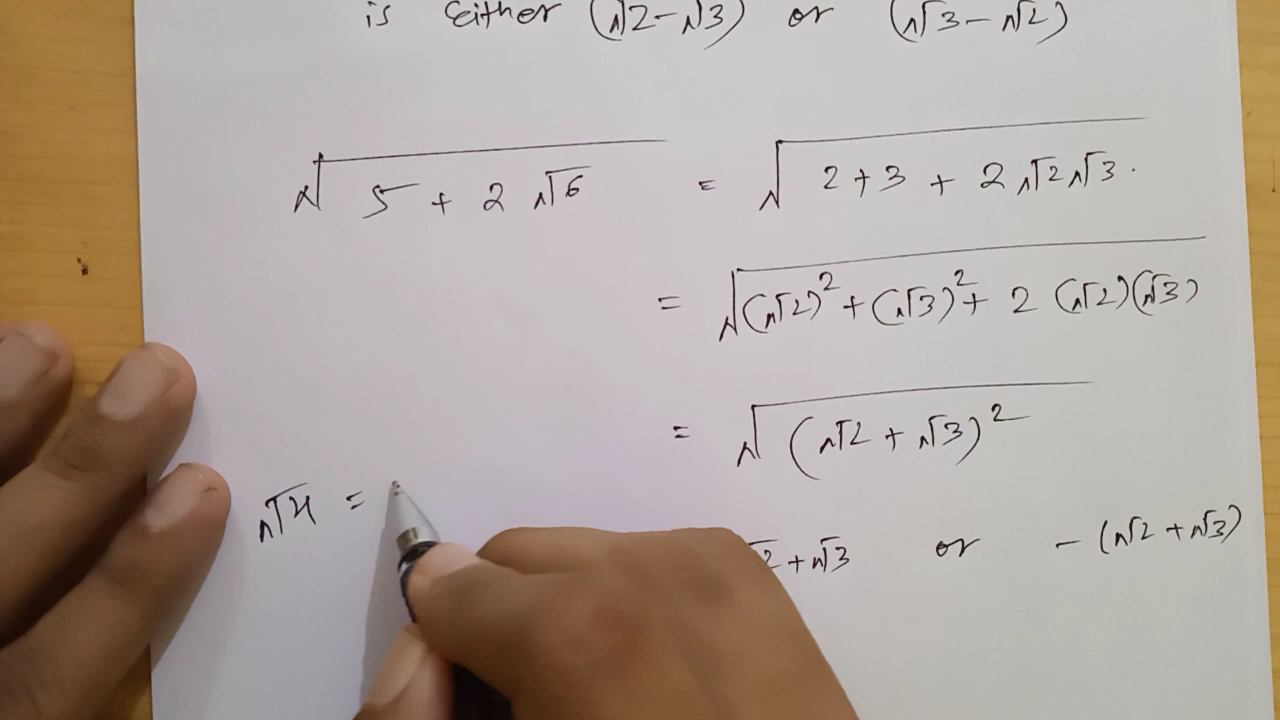 is Either (√2-√3) or (√3-√2)
√(5 + 2√6) = √(2+3 + 2√2√3.
= √((√2)² + (√3)² + 2 (√2)(√3)
= √(√2 + √3)²
√4 =
√2 + √3 or - (√2 + √3)